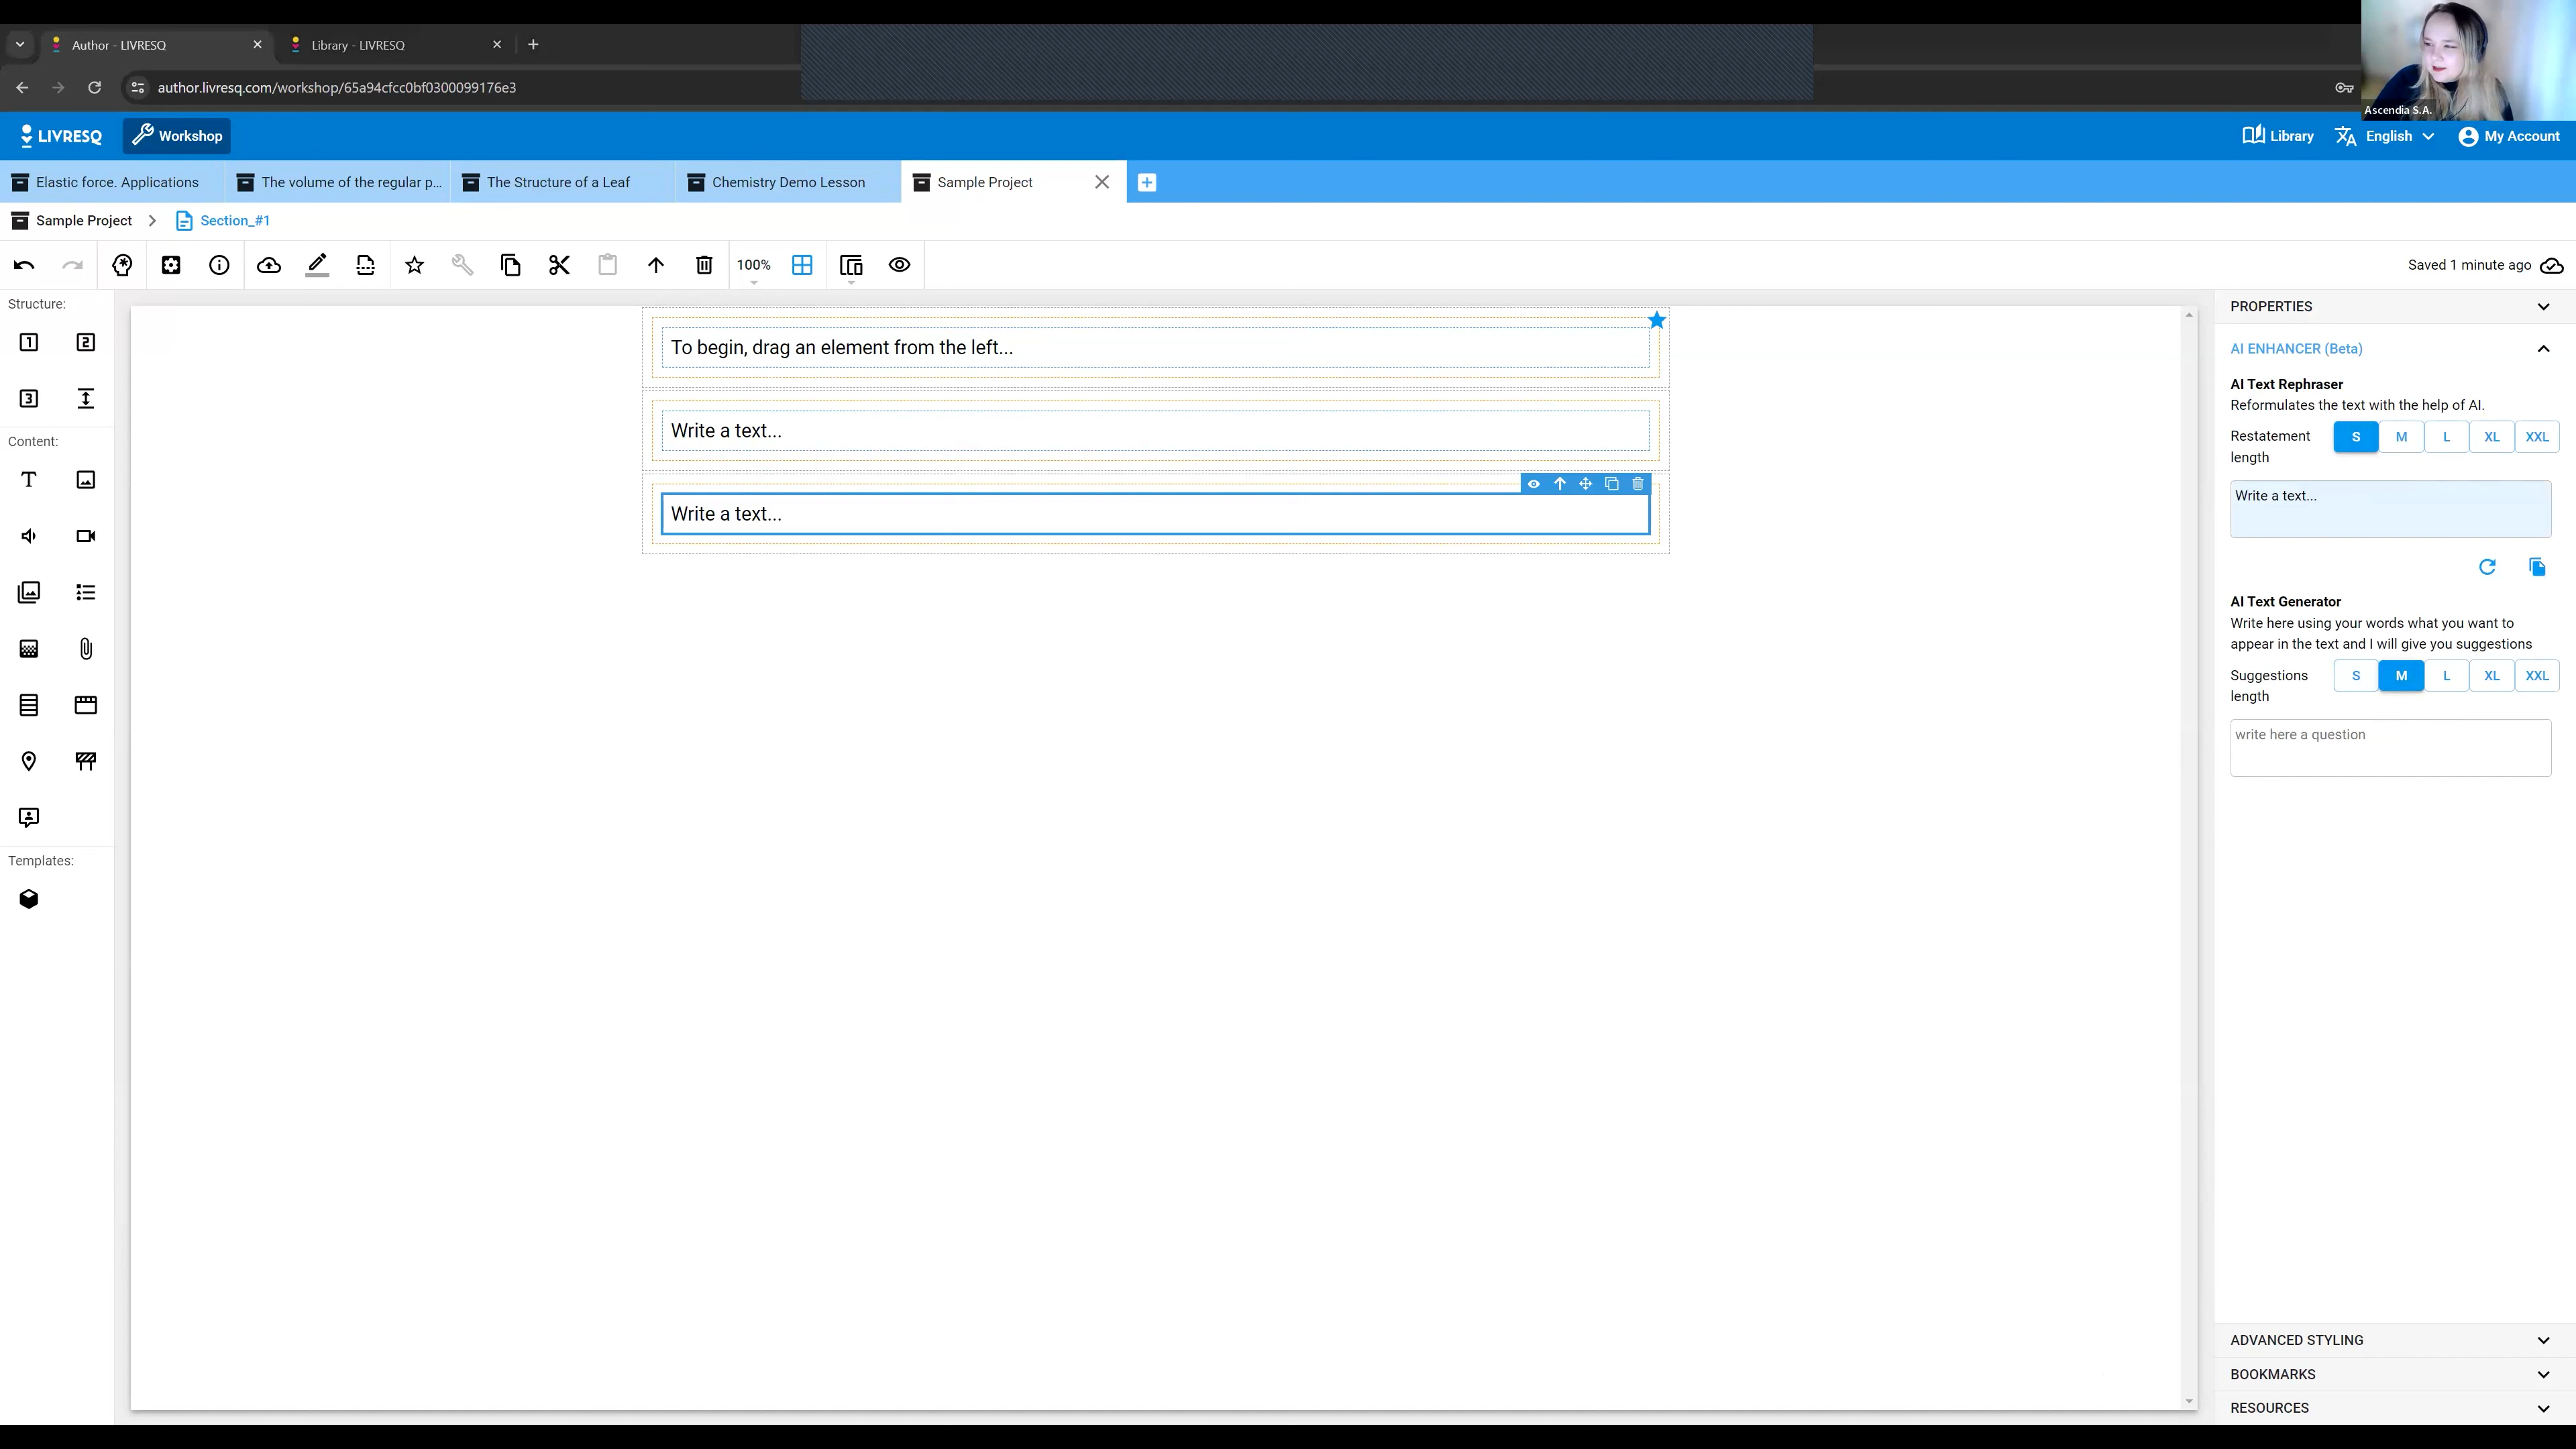 Author - LIVRESQ
Library - LIVRESQ
author.livresq.com/workshop/65a94cfcc0bf0300099176e3
Ascendia S.A.
LIVRESQ
Workshop
Library
English
My Account
Elastic force. Applications
The volume of the regular p...
The Structure of a Leaf
Chemistry Demo Lesson
Sample Project
Sample Project
Section_#1
100%
Saved 1 minute ago
Structure:
1
2
3
Content:
T
Templates:
To begin, drag an element from the left...
Write a text...
Write a text...
PROPERTIES
AI ENHANCER (Beta)
AI Text Rephraser
Reformulates the text with the help of AI.
Restatement
length
S M L XL XXL
Write a text...
AI Text Generator
Write here using your words what you want to
appear in the text and I will give you suggestions
Suggestions
length
S M L XL XXL
write here a question
ADVANCED STYLING
BOOKMARKS
RESOURCES